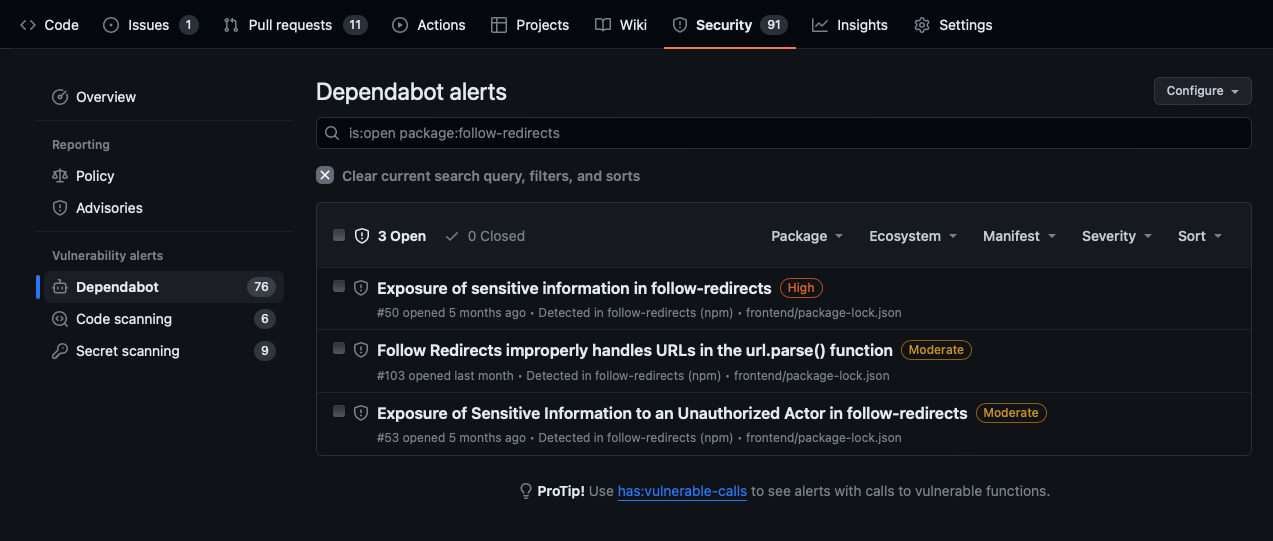 Code Issues 1 Pull requests 11 Actions Projects Wiki Security 91 Insights Settings
Overview
Reporting
Policy
Advisories
Vulnerability alerts
Dependabot 76
Code scanning 6
Secret scanning 9
Dependabot alerts
Configure
is:open package:follow-redirects
Clear current search query, filters, and sorts
3 Open 0 Closed Package Ecosystem Manifest Severity Sort
Exposure of sensitive information in follow-redirects High
#50 opened 5 months ago • Detected in follow-redirects (npm) • frontend/package-lock.json
Follow Redirects improperly handles URLs in the url.parse() function Moderate
#103 opened last month • Detected in follow-redirects (npm) • frontend/package-lock.json
Exposure of Sensitive Information to an Unauthorized Actor in follow-redirects Moderate
#53 opened 5 months ago • Detected in follow-redirects (npm) • frontend/package-lock.json
ProTip! Use has:vulnerable-calls to see alerts with calls to vulnerable functions.